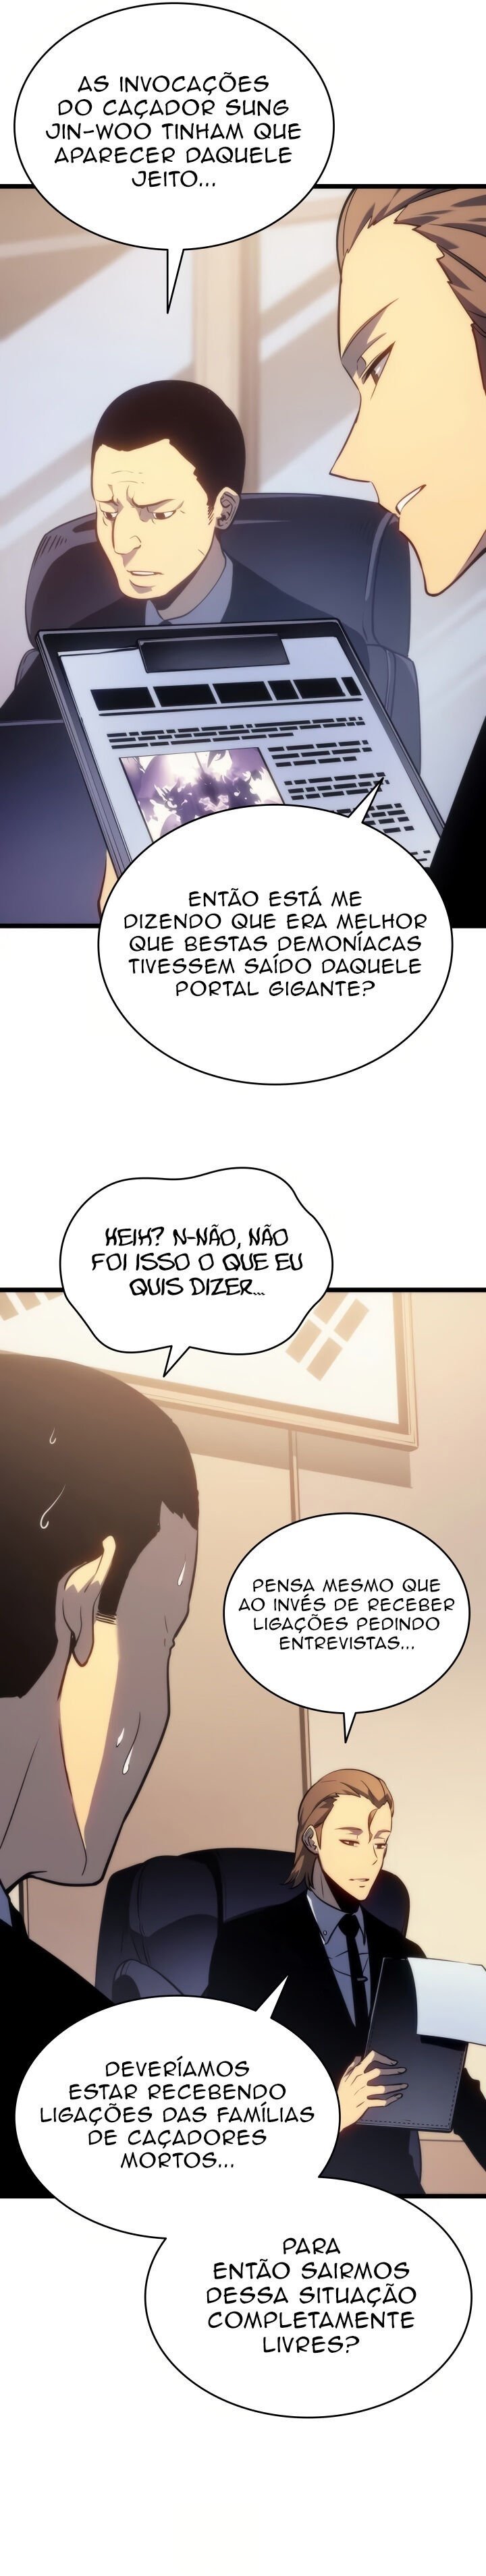 AS INVOCAÇÕES
DO CAÇADOR SUNG
JIN-WOO TINHAM QUE
APARECER DAQUELE
JEITO...
ENTÃO ESTÁ ME
DIZENDO QUE ERA MELHOR
QUE BESTAS DEMONÍACAS
TIVESSEM SAÍDO DAQUELE
PORTAL GIGANTE?
HEIH? N-NÃO, NÃO
FOI ISSO O QUE EU
QUIS DIZER...
PENSA MESMO QUE
AO INVÉS DE RECEBER
LIGAÇÕES PEDINDO
ENTREVISTAS...
DEVERÍAMOS
ESTAR RECEBENDO
LIGAÇÕES DAS FAMÍLIAS
DE CAÇADORES
MORTOS...
PARA
ENTÃO SAIRMOS
DESSA SITUAÇÃO
COMPLETAMENTE
LIVRES?